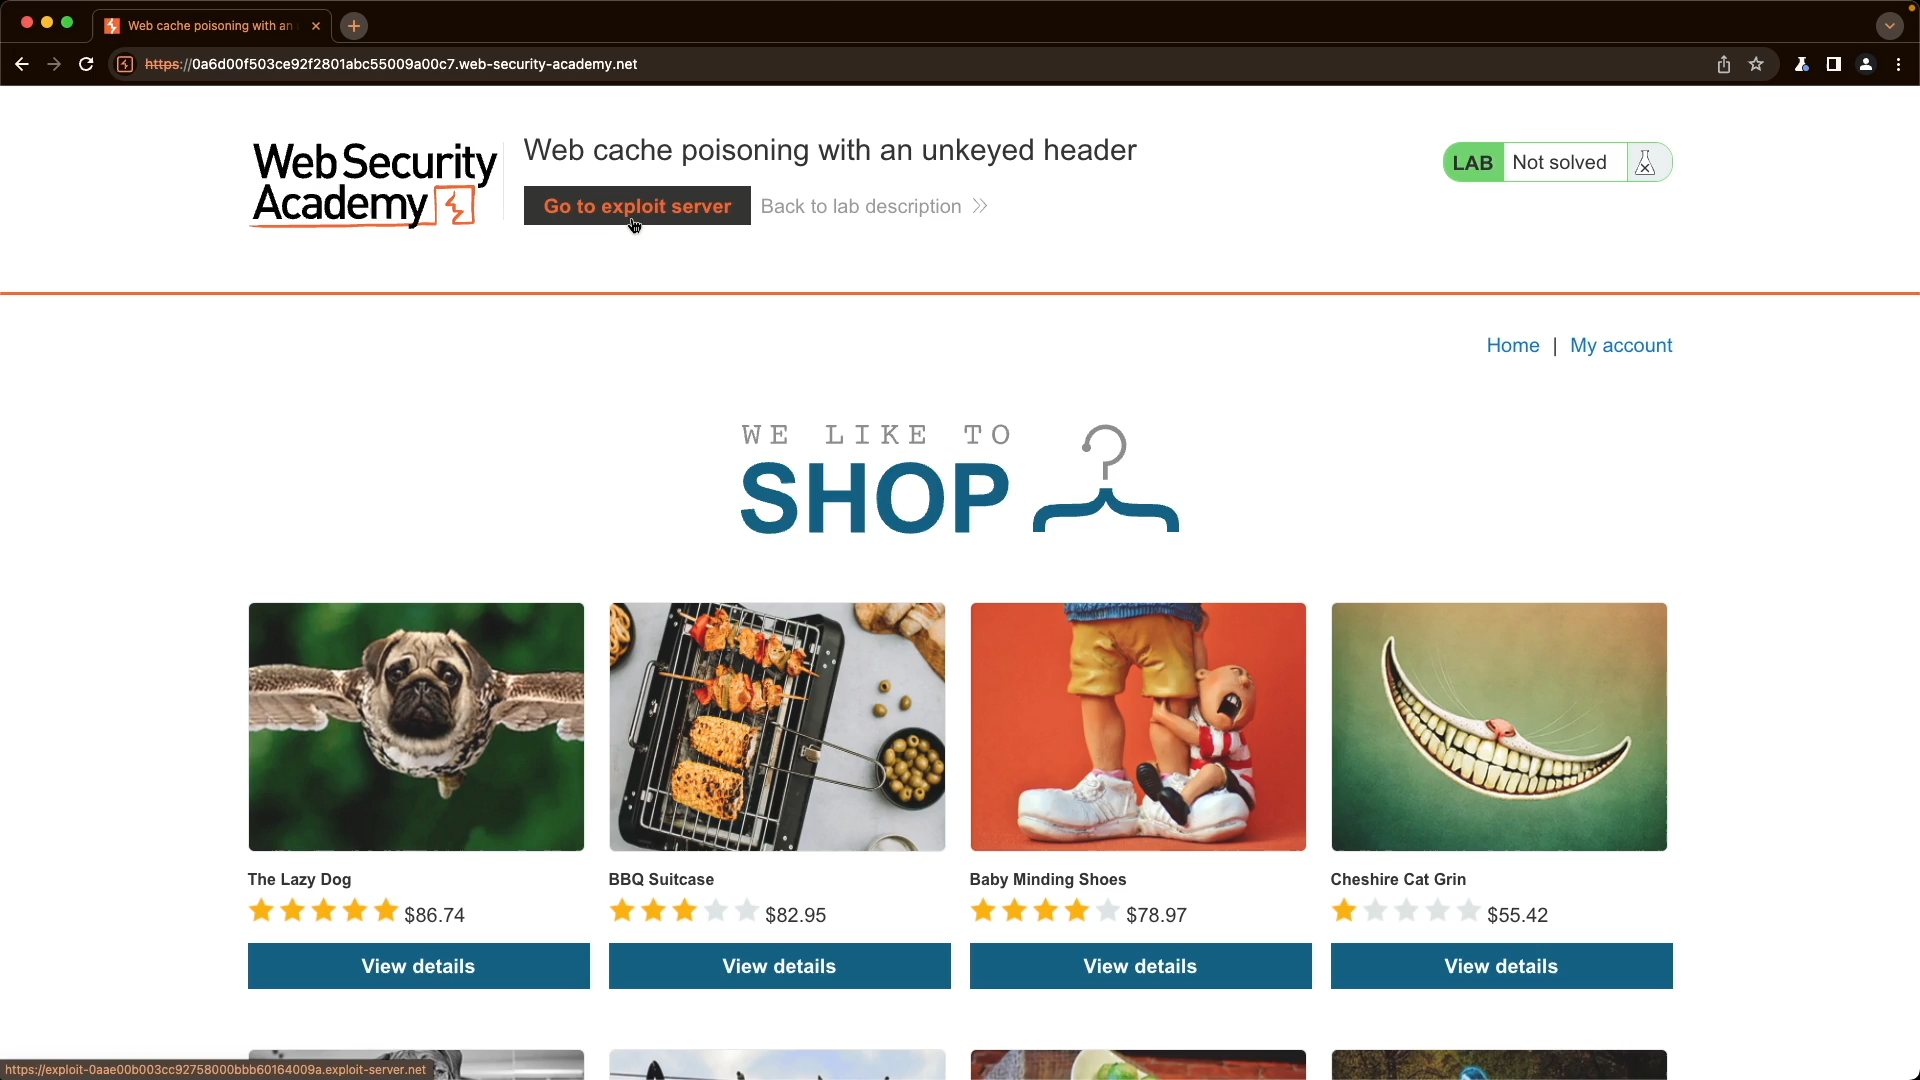 Web cache poisoning with an
https://0a6d00f503ce92f2801abc55009a00c7.web-security-academy.net
Web Security
Academy
Web cache poisoning with an unkeyed header
Go to exploit server
Back to lab description
LAB
Not solved
Home | My account
WE LIKE TO
SHOP
The Lazy Dog
$86.74
View details
BBQ Suitcase
$82.95
View details
Baby Minding Shoes
$78.97
View details
Cheshire Cat Grin
$55.42
View details
https://exploit-0aae00b003cc92758000bbb60164009a.exploit-server.net